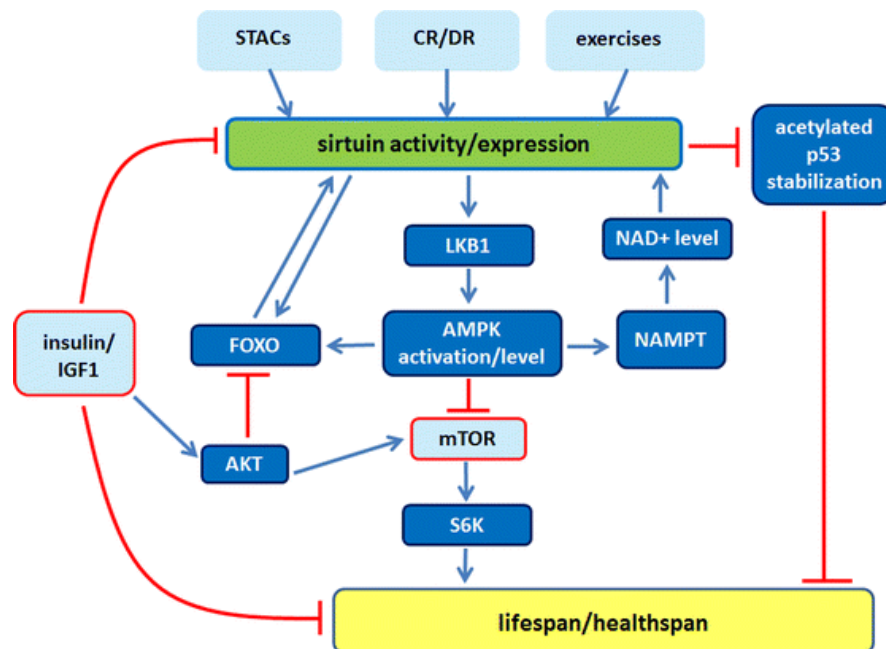 STACs
CR/DR
exercises
sirtuin activity/expression
acetylated
p53
stabilization
LKB1
NAD+ level
insulin/
IGF1
FOXO
AMPK
activation/level
NAMPT
mTOR
AKT
S6K
lifespan/healthspan